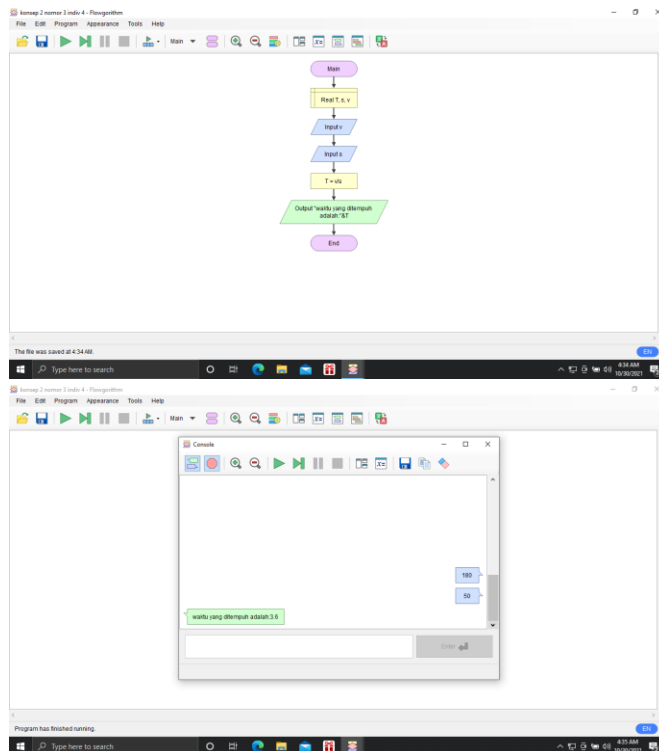 konsep 2 nomor 3 indiv 4 - Flowgorithm
File Edit Program Appearance Tools Help
Main
Main
Real T, s, v
Input v
Input s
T = v/s
Output "waktu yang ditempuh
adalah:"&T
End
The file was saved at 4:34 AM.
EN
Type here to search
4:34 AM
10/30/2021
konsep 2 nomor 3 indiv 4 - Flowgorithm
File Edit Program Appearance Tools Help
Main
Console
180
50
waktu yang ditempuh adalah:3.6
Enter
Program has finished running.
EN
Type here to search
4:35 AM
10/30/2021